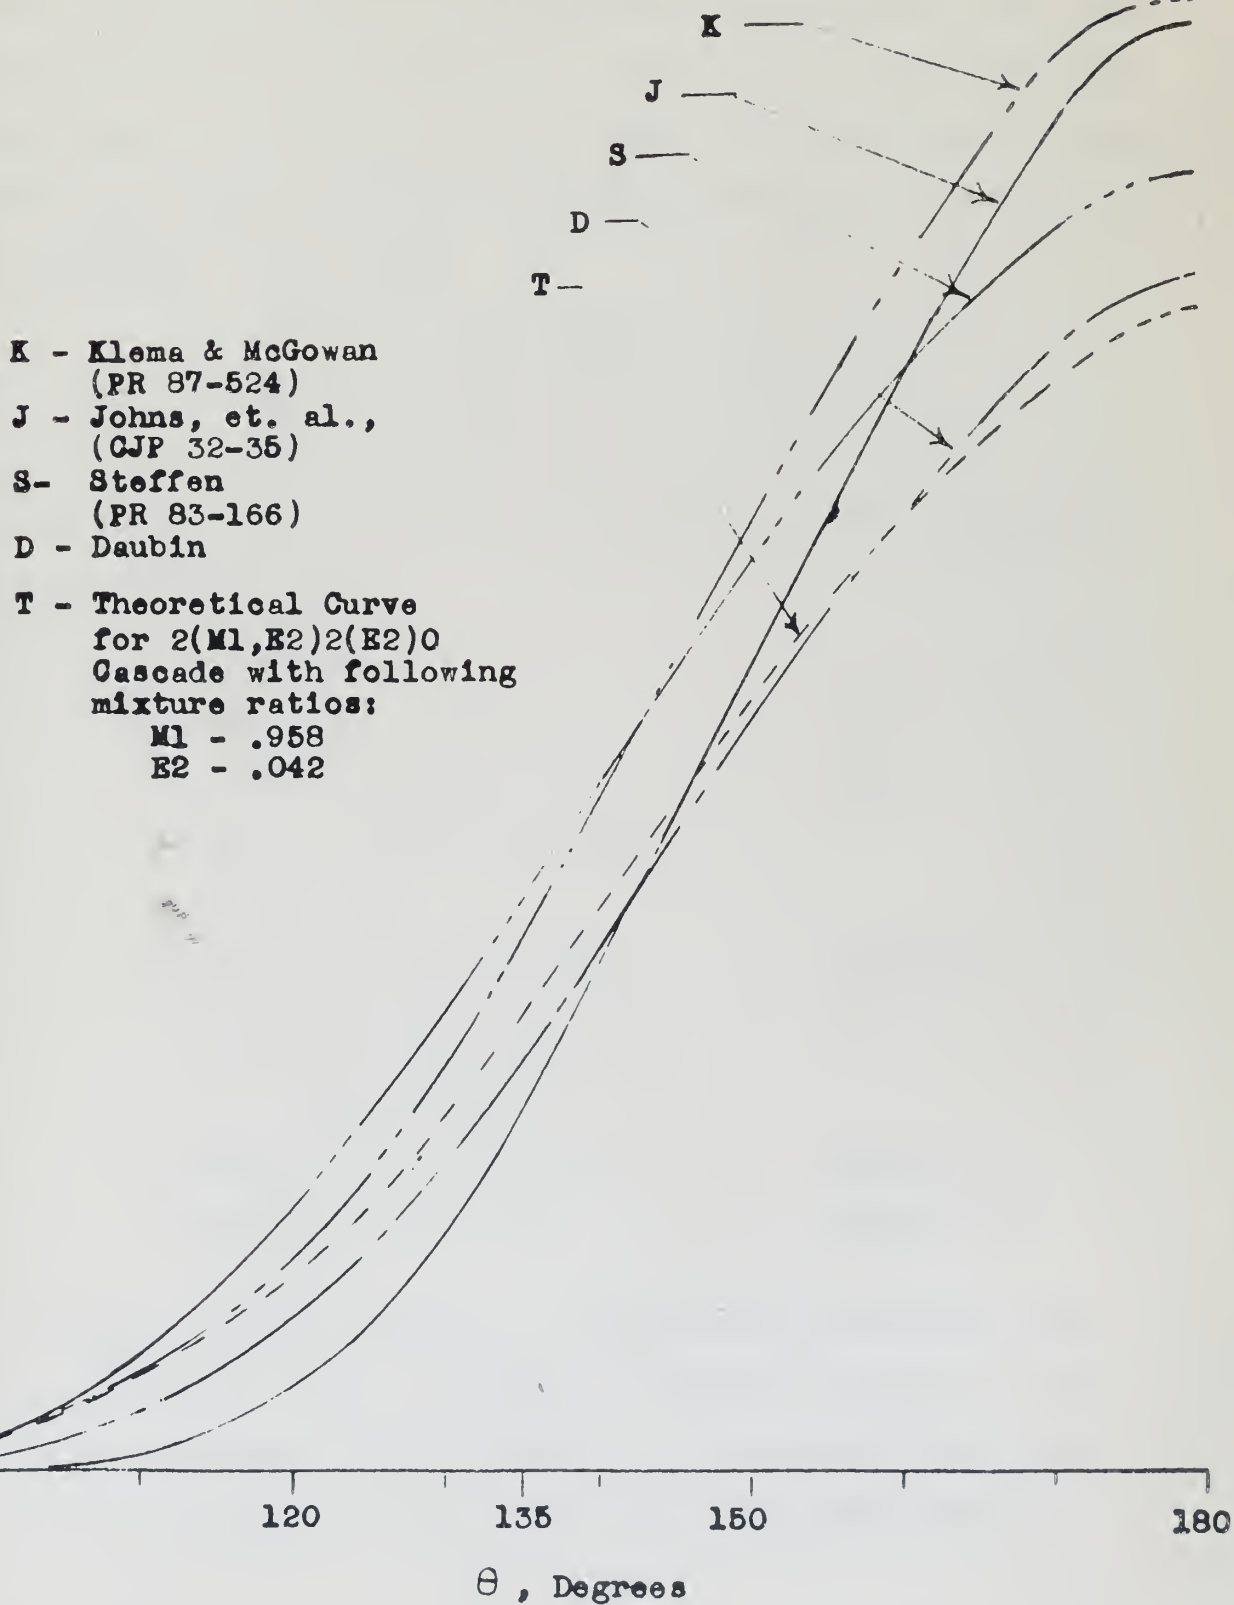 K
J
S
D
T
K - Klema & McGowan
(PR 87-524)
J - Johns, et. al.,
(CJP 32-35)
S- Steffen
(PR 83-166)
D - Daubin
T - Theoretical Curve
for 2(M1,E2)2(E2)0
Cascade with following
mixture ratios:
M1 - .958
E2 - .042
120 135 150 180
θ , Degrees